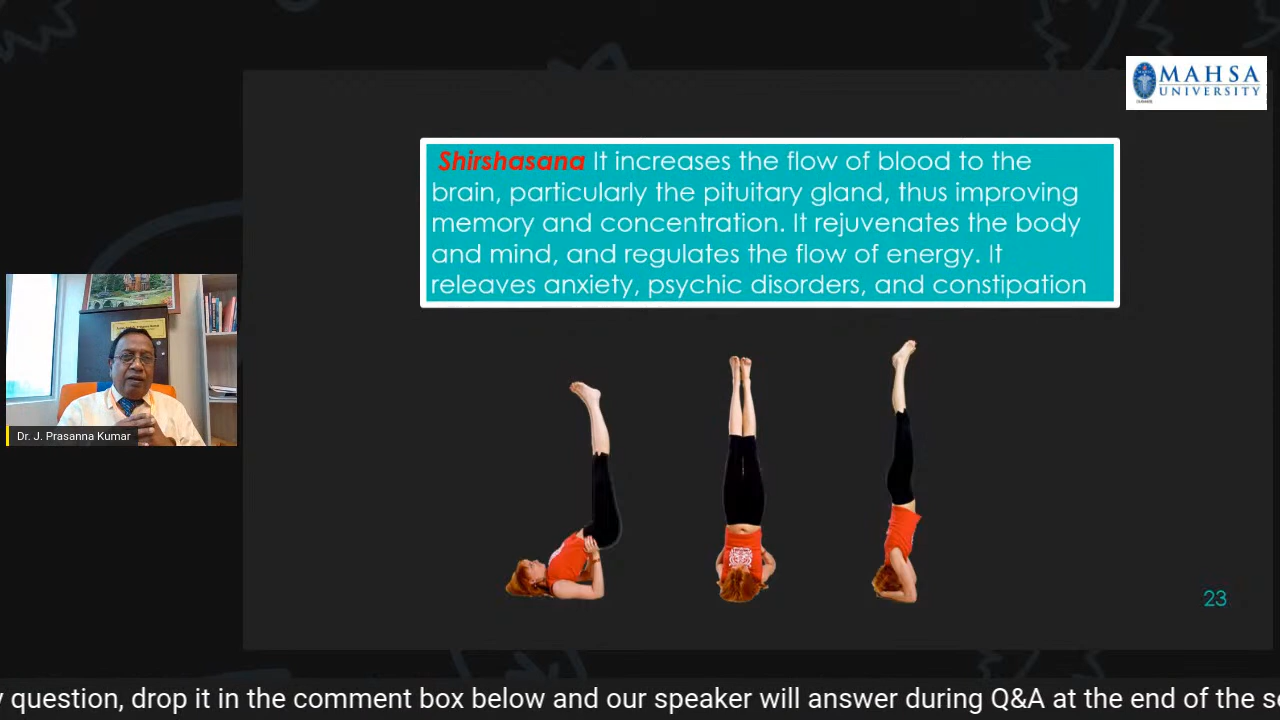 MAHSA
UNIVERSITY
Shirshasana It increases the flow of blood to the
brain, particularly the pituitary gland, thus improving
memory and concentration. It rejuvenates the body
and mind, and regulates the flow of energy. It
releaves anxiety, psychic disorders, and constipation
Dr. J. Prasanna Kumar
23
question, drop it in the comment box below and our speaker will answer during Q&A at the end of the